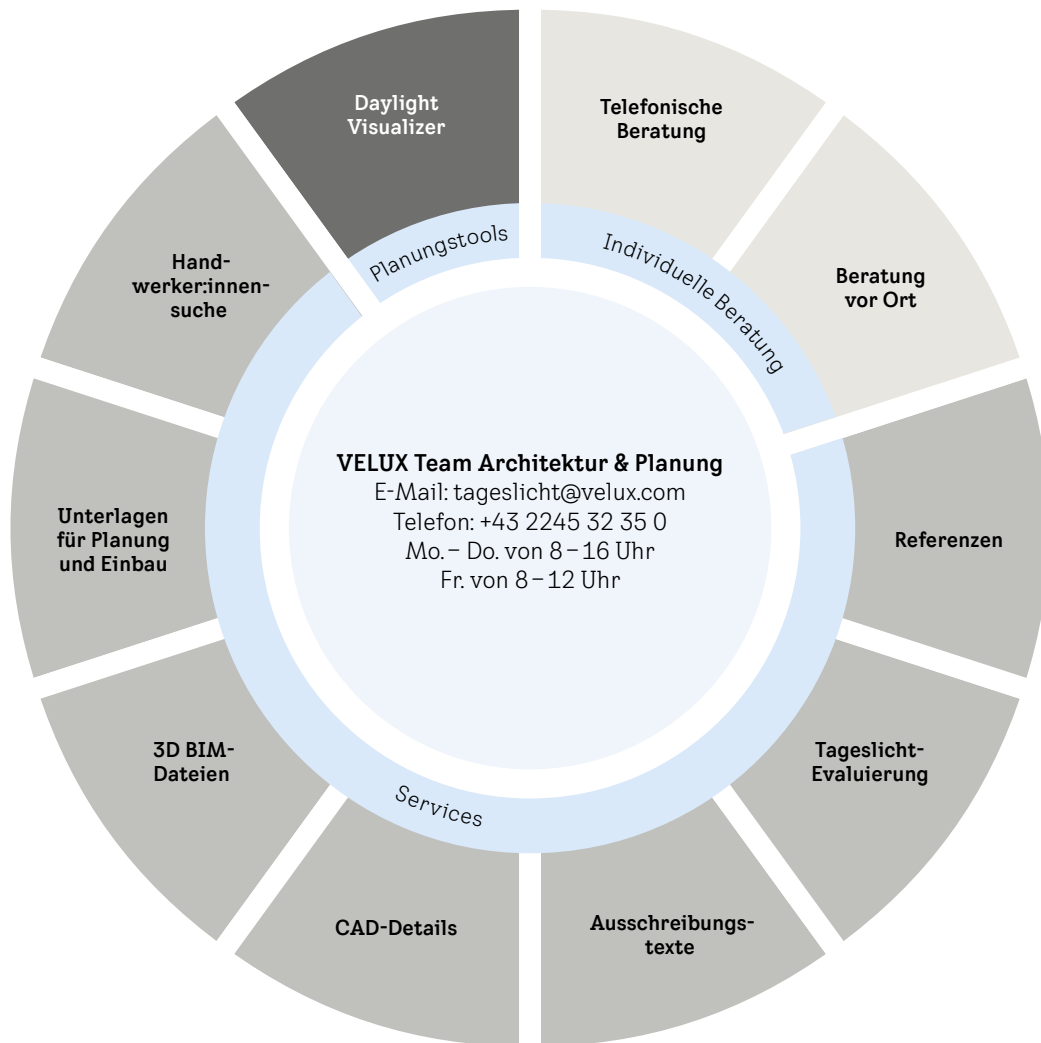 Daylight
Visualizer
Telefonische
Beratung
Planungstools
Individuelle Beratung
Hand-
werker:innen-
suche
Beratung
vor Ort
VELUX Team Architektur & Planung
E-Mail: tageslicht@velux.com
Telefon: +43 2245 32 35 0
Mo. – Do. von 8 – 16 Uhr
Fr. von 8 – 12 Uhr
Unterlagen
für Planung
und Einbau
Referenzen
3D BIM-
Dateien
Tageslicht-
Evaluierung
Services
CAD-Details
Ausschreibungs-
texte